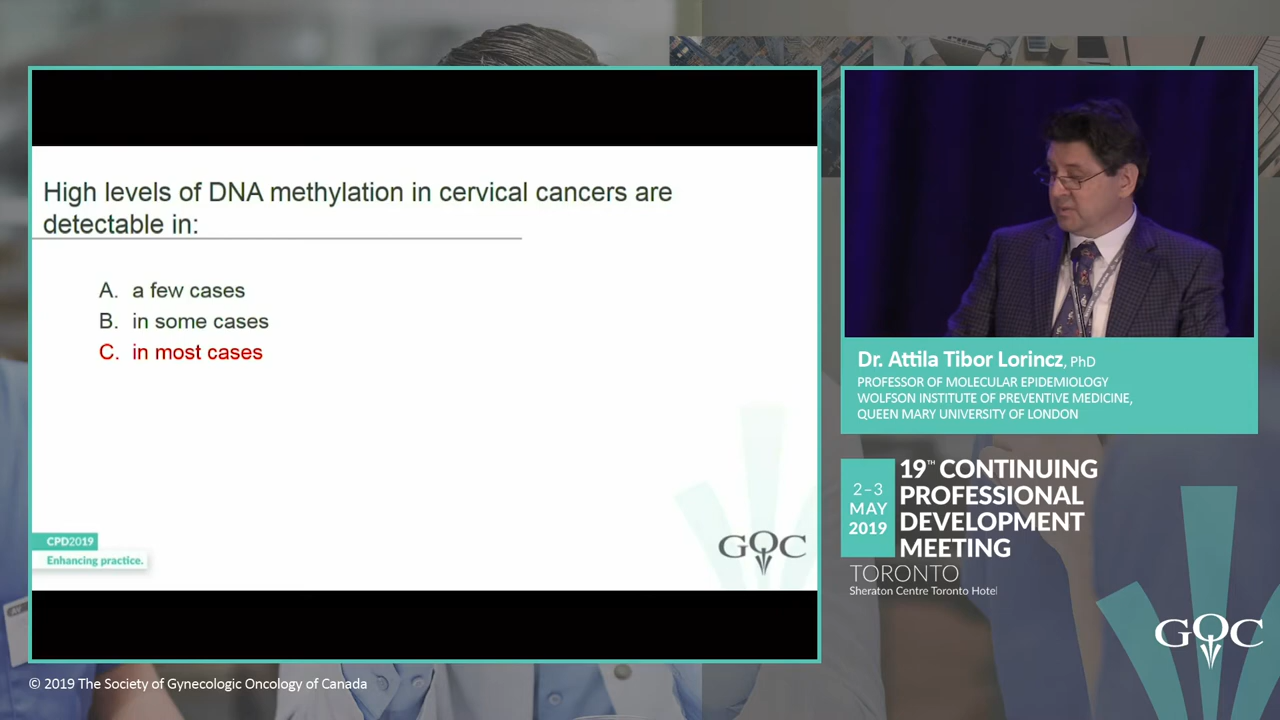 High levels of DNA methylation in cervical cancers are
detectable in:
A. a few cases
B. in some cases
C. in most cases
CPD2019
Enhancing practice.
GOC
Dr. Attila Tibor Lorincz, PhD
PROFESSOR OF MOLECULAR EPIDEMIOLOGY
WOLFSON INSTITUTE OF PREVENTIVE MEDICINE,
QUEEN MARY UNIVERSITY OF LONDON
2–3
MAY
2019
19TH CONTINUING
PROFESSIONAL
DEVELOPMENT
MEETING
TORONTO
Sheraton Centre Toronto Hotel
GOC
© 2019 The Society of Gynecologic Oncology of Canada